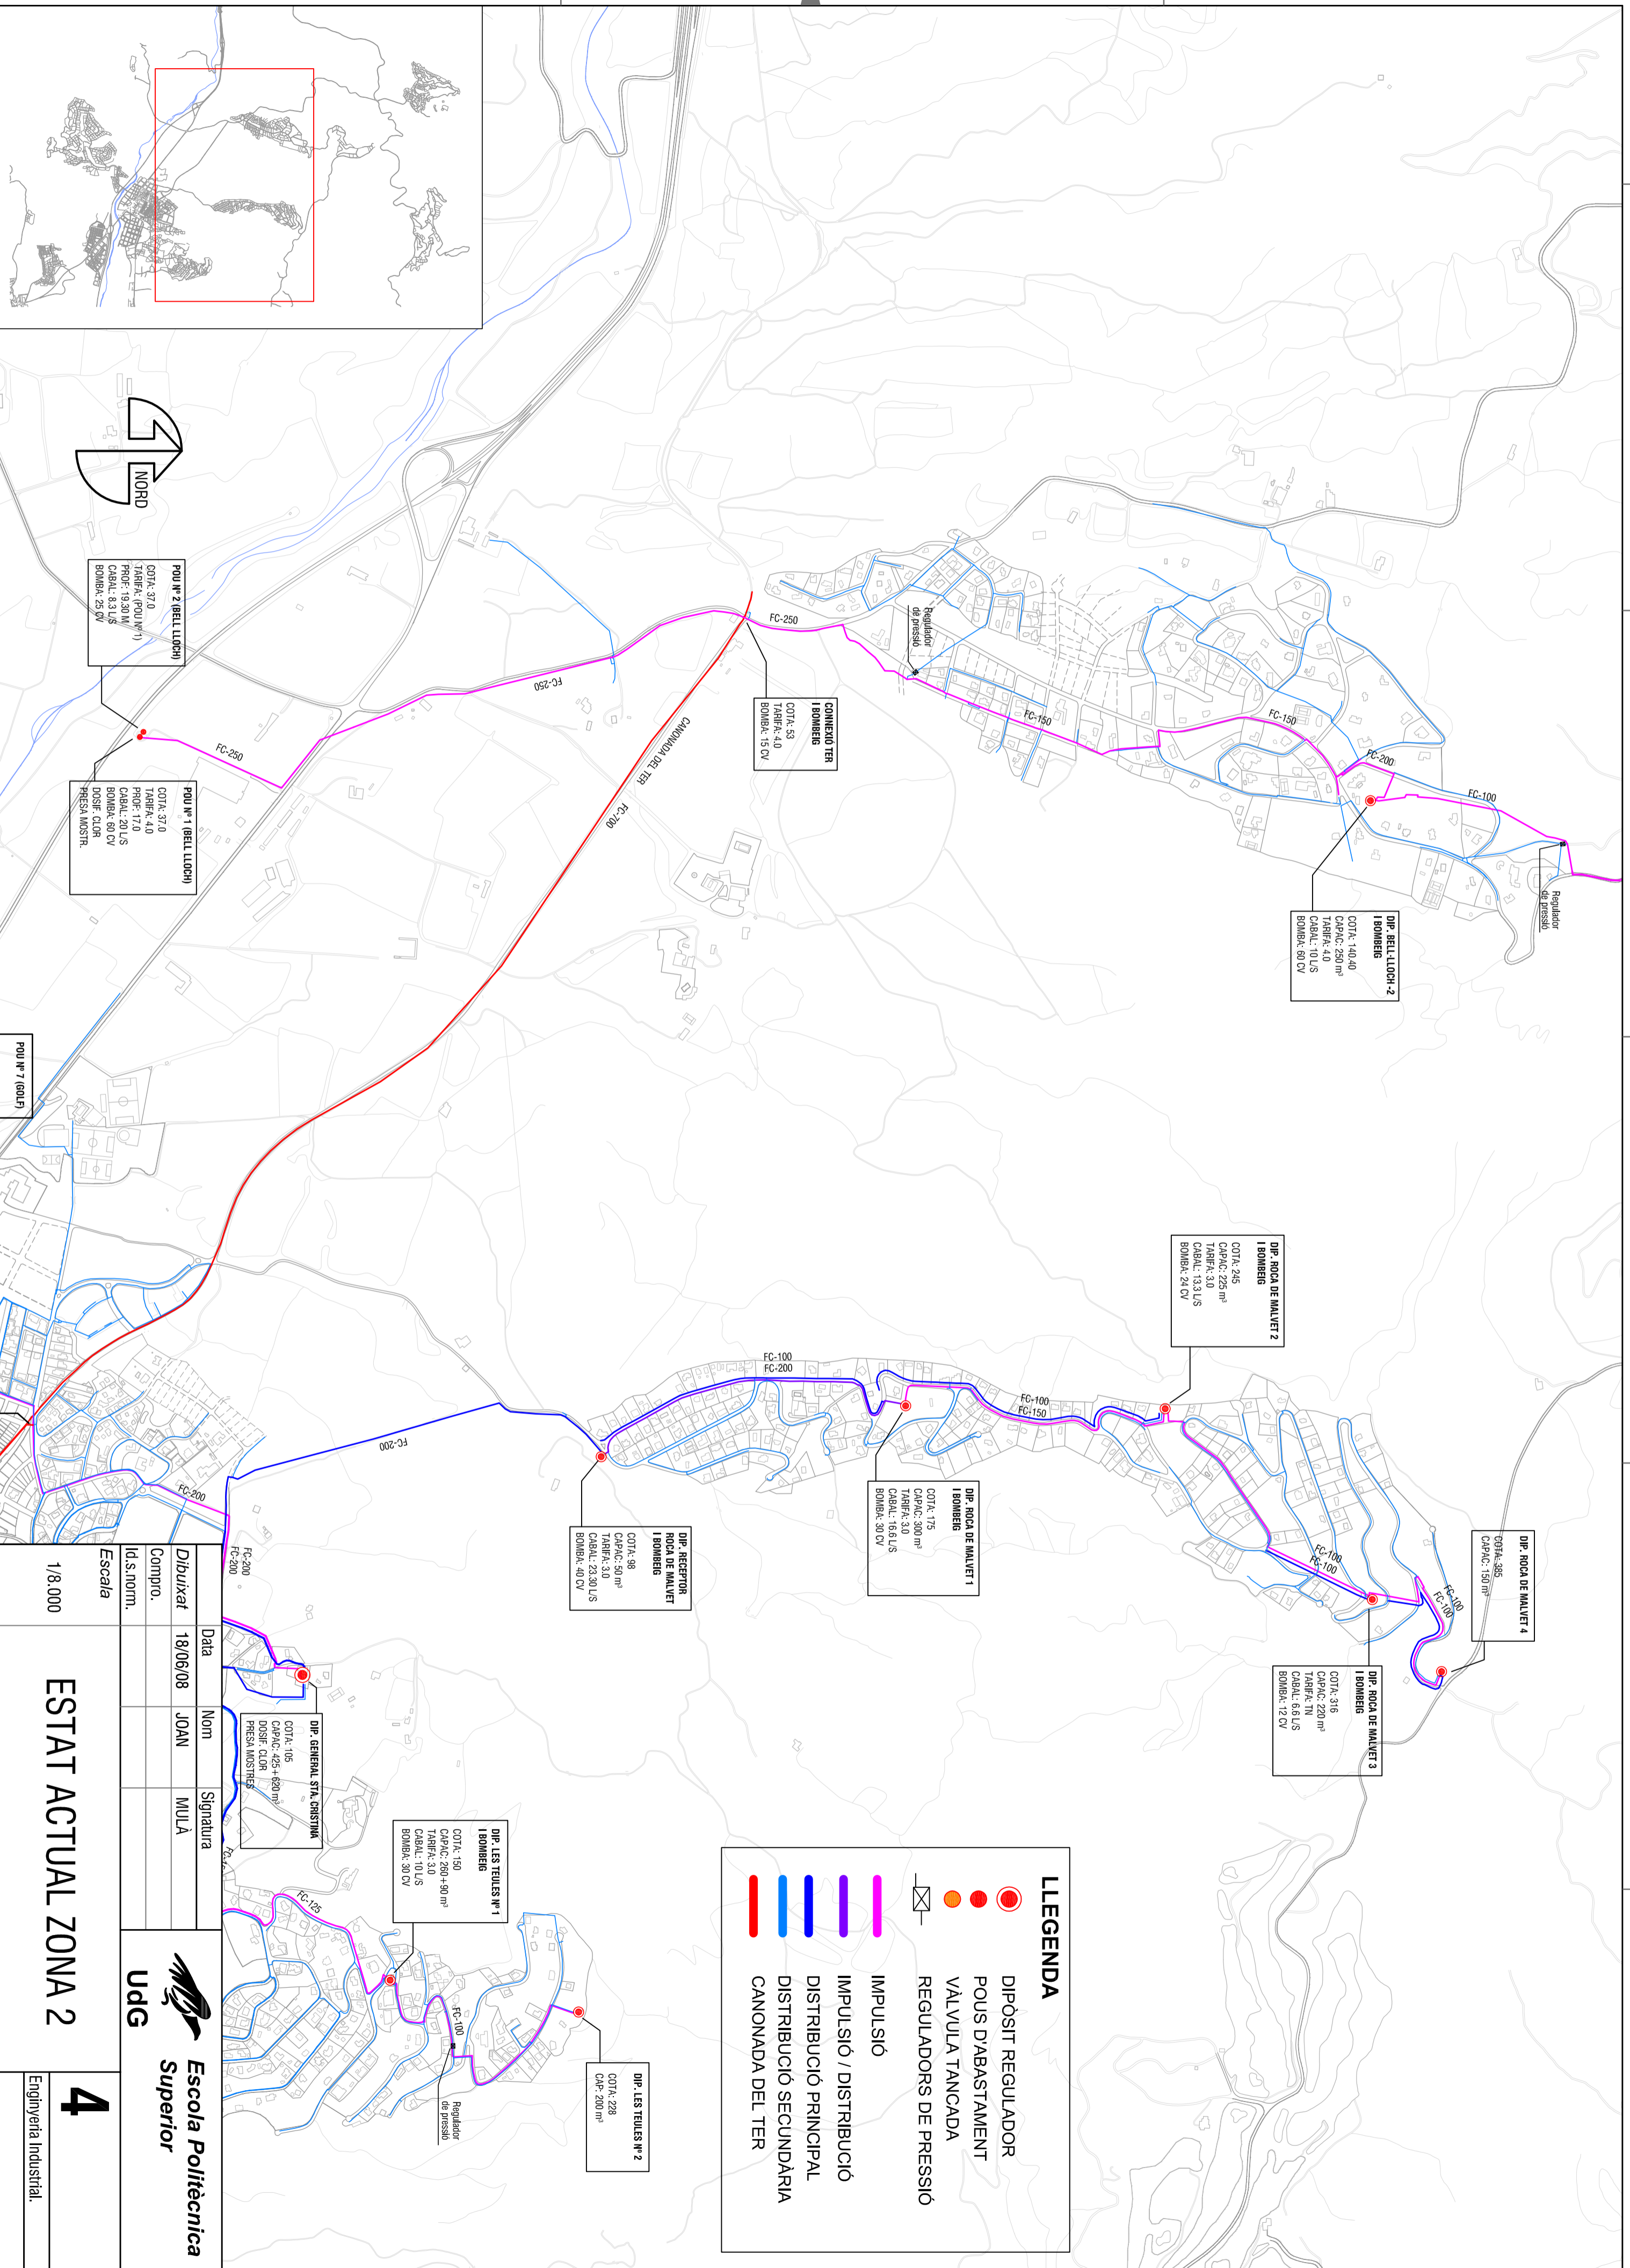 LLEGENDA
DIPÒSIT REGULADOR
POUS D'ABASTAMENT
VÀLVULA TANCADA
REGULADORS DE PRESSIÓ
IMPULSIÓ
IMPULSIÓ / DISTRIBUCIÓ
DISTRIBUCIÓ PRINCIPAL
DISTRIBUCIÓ SECUNDÀRIA
CANONADA DEL TER
Regulador
de pressió
FC-100
FC-200
FC-150
FC-150
FC-250
Regulador
de pressió
DIP. BELL-LLOCH -2
I BOMBEIG
COTA: 140.40
CAPAC: 250 m³
TARIFA: 4.0
CABAL: 10 L/S
BOMBA: 60 CV
CONNEXIÓ TER
I BOMBEIG
COTA: 53
TARIFA: 4.0
BOMBA: 15 CV
CANONADA DEL TER
FC-700
FC-250
FC-250
NORD
POU Nº 2 (BELL LLOCH)
COTA: 37.0
TARIFA: (POU Nº 1)
PROF: 19.30 M
CABAL: 8.3 L/S
BOMBA: 25 CV
POU Nº 1 (BELL LLOCH)
COTA: 37.0
TARIFA: 4.0
PROF: 17.0
CABAL: 20 L/S
BOMBA: 60 CV
DOSIF. CLOR
PRESA MOSTR.
POU Nº 7 (GOLF)
DIP. ROCA DE MALVET 4
COTA: 385
CAPAC: 150 m³
FC-100
FC-100
DIP. ROCA DE MALVET 3
I BOMBEIG
COTA: 316
CAPAC: 220 m³
TARIFA: TN
CABAL: 6.6 L/S
BOMBA: 12 CV
FC-100
FC-100
DIP. ROCA DE MALVET 2
I BOMBEIG
COTA: 245
CAPAC: 225 m³
TARIFA: 3.0
CABAL: 13.3 L/S
BOMBA: 24 CV
FC-100
FC-150
DIP. ROCA DE MALVET 1
I BOMBEIG
COTA: 175
CAPAC: 300 m³
TARIFA: 3.0
CABAL: 16.6 L/S
BOMBA: 30 CV
FC-100
FC-200
DIP. RECEPTOR
ROCA DE MALVET
I BOMBEIG
COTA: 98
CAPAC: 50 m³
TARIFA: 3.0
CABAL: 23.30 L/S
BOMBA: 40 CV
FC-200
FC-200
FC-200
FC-200
DIP. GENERAL STA. CRISTINA
COTA: 105
CAPAC: 425+620 m³
DOSIF. CLOR
PRESA MOSTRES
DIP. LES TEULES Nº 1
I BOMBEIG
COTA: 150
CAPAC: 260+90 m³
TARIFA: 3.0
CABAL: 10 L/S
BOMBA: 30 CV
FC-125
FC-100
Regulador
de pressió
DIP. LES TEULES Nº 2
COTA: 228
CAP: 200 m³
Data
Nom
Signatura
Dibuixat
18/06/08
JOAN
MULÀ
Compro.
Id.s.norm.
Escala
1/8.000
ESTAT ACTUAL ZONA 2
UdG
Escola Politècnica
Superior
4
Enginyeria Industrial.